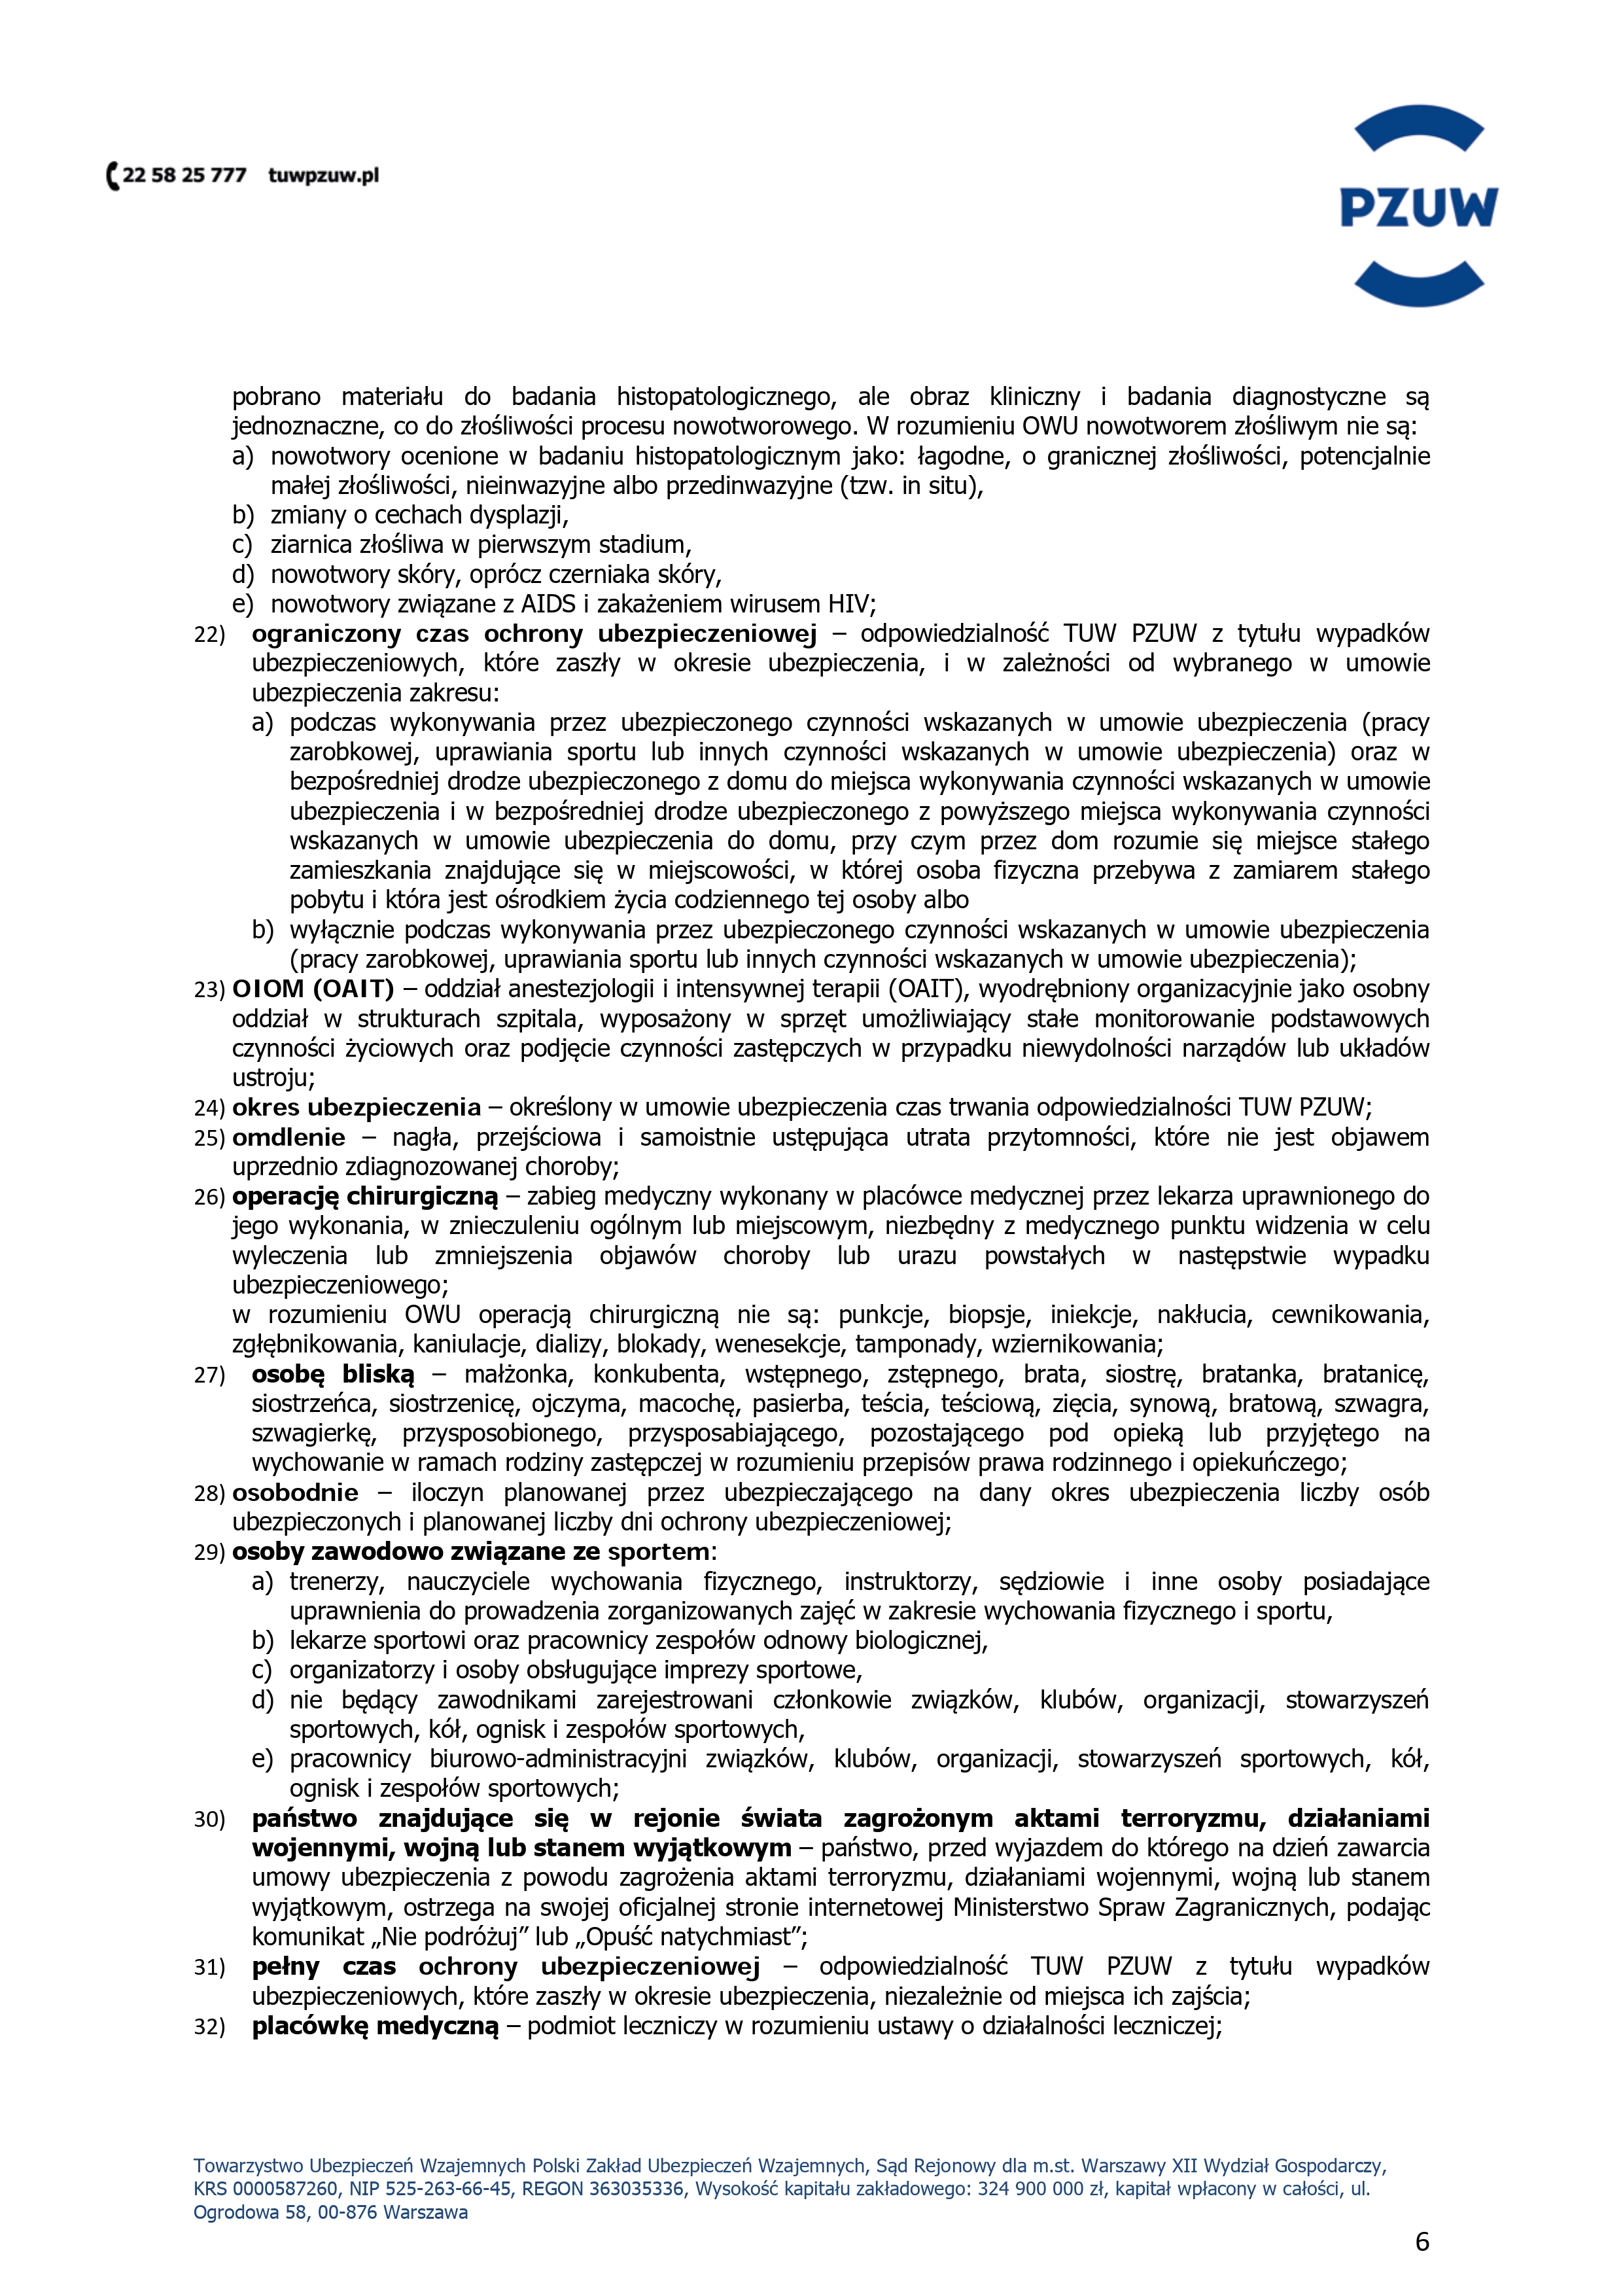 22 58 25 777 tuwpzuw.pl
PZUW
pobrano materiału do badania histopatologicznego, ale obraz kliniczny i badania diagnostyczne są
jednoznaczne, co do złośliwości procesu nowotworowego. W rozumieniu OWU nowotworem złośliwym nie są:
a) nowotwory ocenione w badaniu histopatologicznym jako: łagodne, o granicznej złośliwości, potencjalnie
małej złośliwości, nieinwazyjne albo przedinwazyjne (tzw. in situ),
b) zmiany o cechach dysplazji,
c) ziarnica złośliwa w pierwszym stadium,
d) nowotwory skóry, oprócz czerniaka skóry,
e) nowotwory związane z AIDS i zakażeniem wirusem HIV;
22) ograniczony czas ochrony ubezpieczeniowej – odpowiedzialność TUW PZUW z tytułu wypadków
ubezpieczeniowych, które zaszły w okresie ubezpieczenia, i w zależności od wybranego w umowie
ubezpieczenia zakresu:
a) podczas wykonywania przez ubezpieczonego czynności wskazanych w umowie ubezpieczenia (pracy
zarobkowej, uprawiania sportu lub innych czynności wskazanych w umowie ubezpieczenia) oraz w
bezpośredniej drodze ubezpieczonego z domu do miejsca wykonywania czynności wskazanych w umowie
ubezpieczenia i w bezpośredniej drodze ubezpieczonego z powyższego miejsca wykonywania czynności
wskazanych w umowie ubezpieczenia do domu, przy czym przez dom rozumie się miejsce stałego
zamieszkania znajdujące się w miejscowości, w której osoba fizyczna przebywa z zamiarem stałego
pobytu i która jest ośrodkiem życia codziennego tej osoby albo
b) wyłącznie podczas wykonywania przez ubezpieczonego czynności wskazanych w umowie ubezpieczenia
(pracy zarobkowej, uprawiania sportu lub innych czynności wskazanych w umowie ubezpieczenia);
23) OIOM (OAIT) – oddział anestezjologii i intensywnej terapii (OAIT), wyodrębniony organizacyjnie jako osobny
oddział w strukturach szpitala, wyposażony w sprzęt umożliwiający stałe monitorowanie podstawowych
czynności życiowych oraz podjęcie czynności zastępczych w przypadku niewydolności narządów lub układów
ustroju;
24) okres ubezpieczenia – określony w umowie ubezpieczenia czas trwania odpowiedzialności TUW PZUW;
25) omdlenie – nagła, przejściowa i samoistnie ustępująca utrata przytomności, które nie jest objawem
uprzednio zdiagnozowanej choroby;
26) operację chirurgiczną – zabieg medyczny wykonany w placówce medycznej przez lekarza uprawnionego do
jego wykonania, w znieczuleniu ogólnym lub miejscowym, niezbędny z medycznego punktu widzenia w celu
wyleczenia lub zmniejszenia objawów choroby lub urazu powstałych w następstwie wypadku
ubezpieczeniowego;
w rozumieniu OWU operacją chirurgiczną nie są: punkcje, biopsje, iniekcje, nakłucia, cewnikowania,
zgłębnikowania, kaniulacje, dializy, blokady, wenesekcje, tamponady, wziernikowania;
27) osobę bliską – małżonka, konkubenta, wstępnego, zstępnego, brata, siostrę, bratanka, bratanicę,
siostrzeńca, siostrzenicę, ojczyma, macochę, pasierba, teścia, teściową, zięcia, synową, bratową, szwagra,
szwagierkę, przysposobionego, przysposabiającego, pozostającego pod opieką lub przyjętego na
wychowanie w ramach rodziny zastępczej w rozumieniu przepisów prawa rodzinnego i opiekuńczego;
28) osobodnie – iloczyn planowanej przez ubezpieczającego na dany okres ubezpieczenia liczby osób
ubezpieczonych i planowanej liczby dni ochrony ubezpieczeniowej;
29) osoby zawodowo związane ze sportem:
a) trenerzy, nauczyciele wychowania fizycznego, instruktorzy, sędziowie i inne osoby posiadające
uprawnienia do prowadzenia zorganizowanych zajęć w zakresie wychowania fizycznego i sportu,
b) lekarze sportowi oraz pracownicy zespołów odnowy biologicznej,
c) organizatorzy i osoby obsługujące imprezy sportowe,
d) nie będący zawodnikami zarejestrowani członkowie związków, klubów, organizacji, stowarzyszeń
sportowych, kół, ognisk i zespołów sportowych,
e) pracownicy biurowo-administracyjni związków, klubów, organizacji, stowarzyszeń sportowych, kół,
ognisk i zespołów sportowych;
30) państwo znajdujące się w rejonie świata zagrożonym aktami terroryzmu, działaniami
wojennymi, wojną lub stanem wyjątkowym – państwo, przed wyjazdem do którego na dzień zawarcia
umowy ubezpieczenia z powodu zagrożenia aktami terroryzmu, działaniami wojennymi, wojną lub stanem
wyjątkowym, ostrzega na swojej oficjalnej stronie internetowej Ministerstwo Spraw Zagranicznych, podając
komunikat „Nie podróżuj” lub „Opuść natychmiast”;
31) pełny czas ochrony ubezpieczeniowej – odpowiedzialność TUW PZUW z tytułu wypadków
ubezpieczeniowych, które zaszły w okresie ubezpieczenia, niezależnie od miejsca ich zajścia;
32) placówkę medyczną – podmiot leczniczy w rozumieniu ustawy o działalności leczniczej;
Towarzystwo Ubezpieczeń Wzajemnych Polski Zakład Ubezpieczeń Wzajemnych, Sąd Rejonowy dla m.st. Warszawy XII Wydział Gospodarczy,
KRS 0000587260, NIP 525-263-66-45, REGON 363035336, Wysokość kapitału zakładowego: 324 900 000 zł, kapitał wpłacony w całości, ul.
Ogrodowa 58, 00-876 Warszawa
6